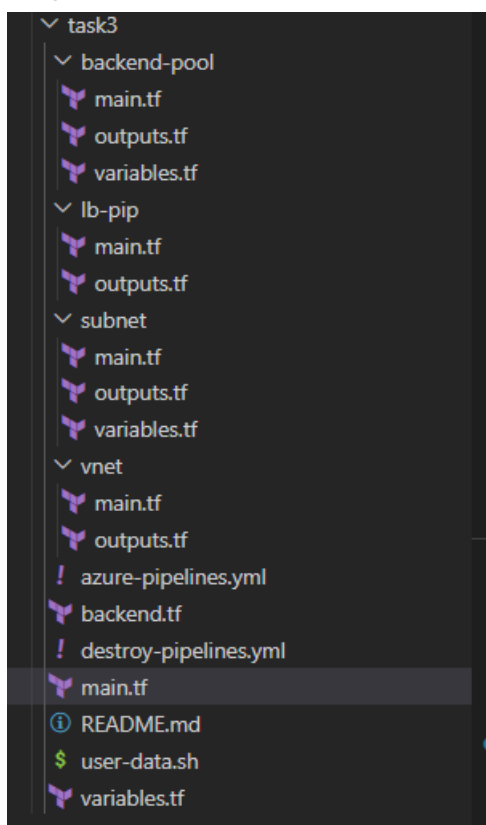 task3
backend-pool
main.tf
outputs.tf
variables.tf
lb-pip
main.tf
outputs.tf
subnet
main.tf
outputs.tf
variables.tf
vnet
main.tf
outputs.tf
! azure-pipelines.yml
backend.tf
! destroy-pipelines.yml
main.tf
README.md
$ user-data.sh
variables.tf